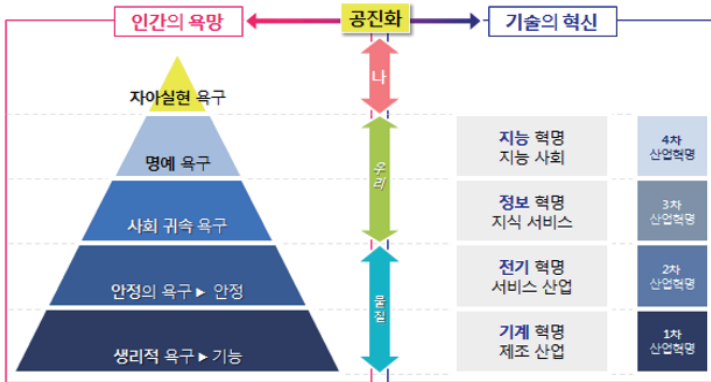 인간의 욕망
공진화
기술의 혁신
나
자아실현 욕구
명예 욕구
우리
지능 혁명
지능 사회
4차
산업혁명
사회 귀속 욕구
정보 혁명
지식 서비스
3차
산업혁명
안정의 욕구 ▶ 안정
물질
전기 혁명
서비스 산업
2차
산업혁명
생리적 욕구 ▶ 기능
기계 혁명
제조 산업
1차
산업혁명